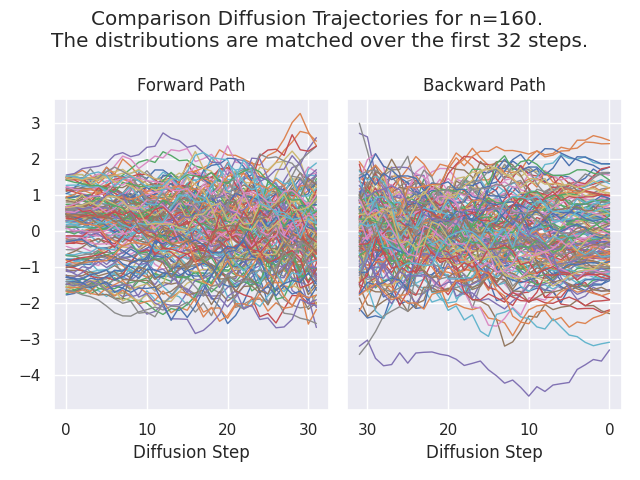 Comparison Diffusion Trajectories for n=160.
The distributions are matched over the first 32 steps.
Forward Path
Backward Path
3
2
1
0
−1
−2
−3
−4
0 10 20 30
30 20 10 0
Diffusion Step
Diffusion Step